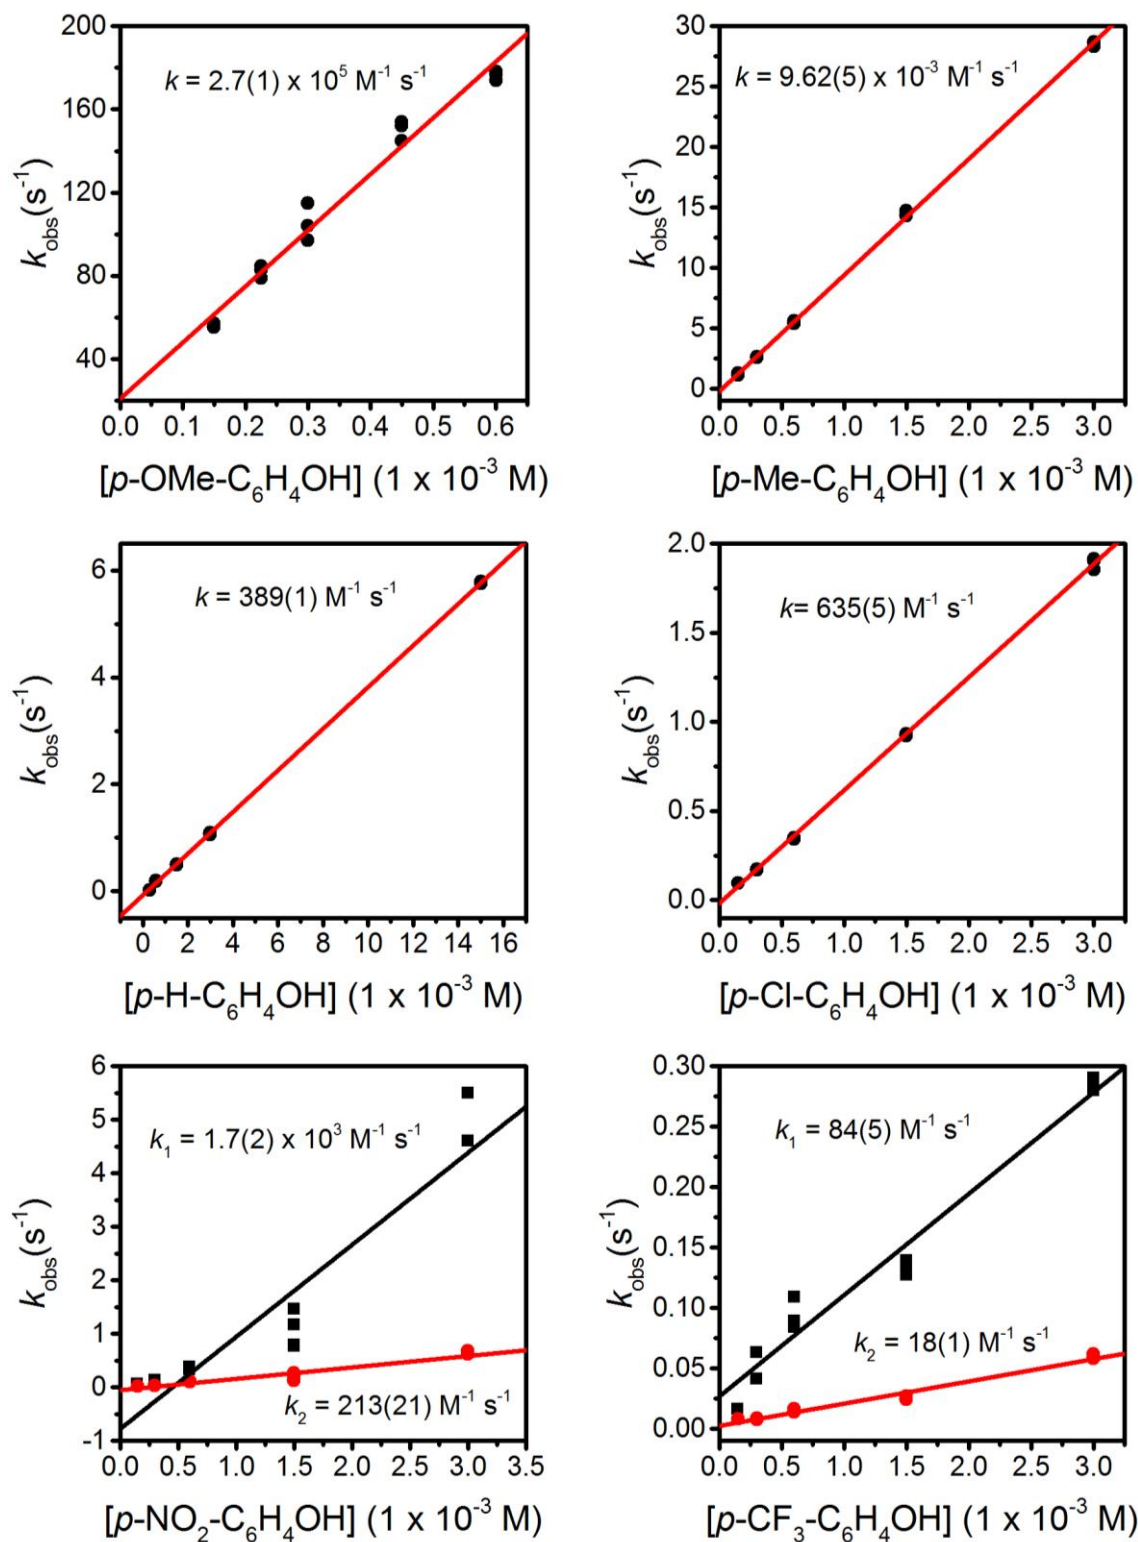 200
160
120
80
40
k = 2.7(1) x 10⁵ M⁻¹ s⁻¹
k_obs(s⁻¹)
0.0 0.1 0.2 0.3 0.4 0.5 0.6
[p-OMe-C₆H₄OH] (1 x 10⁻³ M)
30
25
20
15
10
5
0
k = 9.62(5) x 10⁻³ M⁻¹ s⁻¹
k_obs(s⁻¹)
0.0 0.5 1.0 1.5 2.0 2.5 3.0
[p-Me-C₆H₄OH] (1 x 10⁻³ M)
6
4
2
0
k = 389(1) M⁻¹ s⁻¹
k_obs(s⁻¹)
0 2 4 6 8 10 12 14 16
[p-H-C₆H₄OH] (1 x 10⁻³ M)
2.0
1.5
1.0
0.5
0.0
k= 635(5) M⁻¹ s⁻¹
k_obs(s⁻¹)
0.0 0.5 1.0 1.5 2.0 2.5 3.0
[p-Cl-C₆H₄OH] (1 x 10⁻³ M)
6
5
4
3
2
1
0
-1
k₁ = 1.7(2) x 10³ M⁻¹ s⁻¹
k₂ = 213(21) M⁻¹ s⁻¹
k_obs(s⁻¹)
0.0 0.5 1.0 1.5 2.0 2.5 3.0 3.5
[p-NO₂-C₆H₄OH] (1 x 10⁻³ M)
0.30
0.25
0.20
0.15
0.10
0.05
0.00
k₁ = 84(5) M⁻¹ s⁻¹
k₂ = 18(1) M⁻¹ s⁻¹
k_obs(s⁻¹)
0.0 0.5 1.0 1.5 2.0 2.5 3.0
[p-CF₃-C₆H₄OH] (1 x 10⁻³ M)